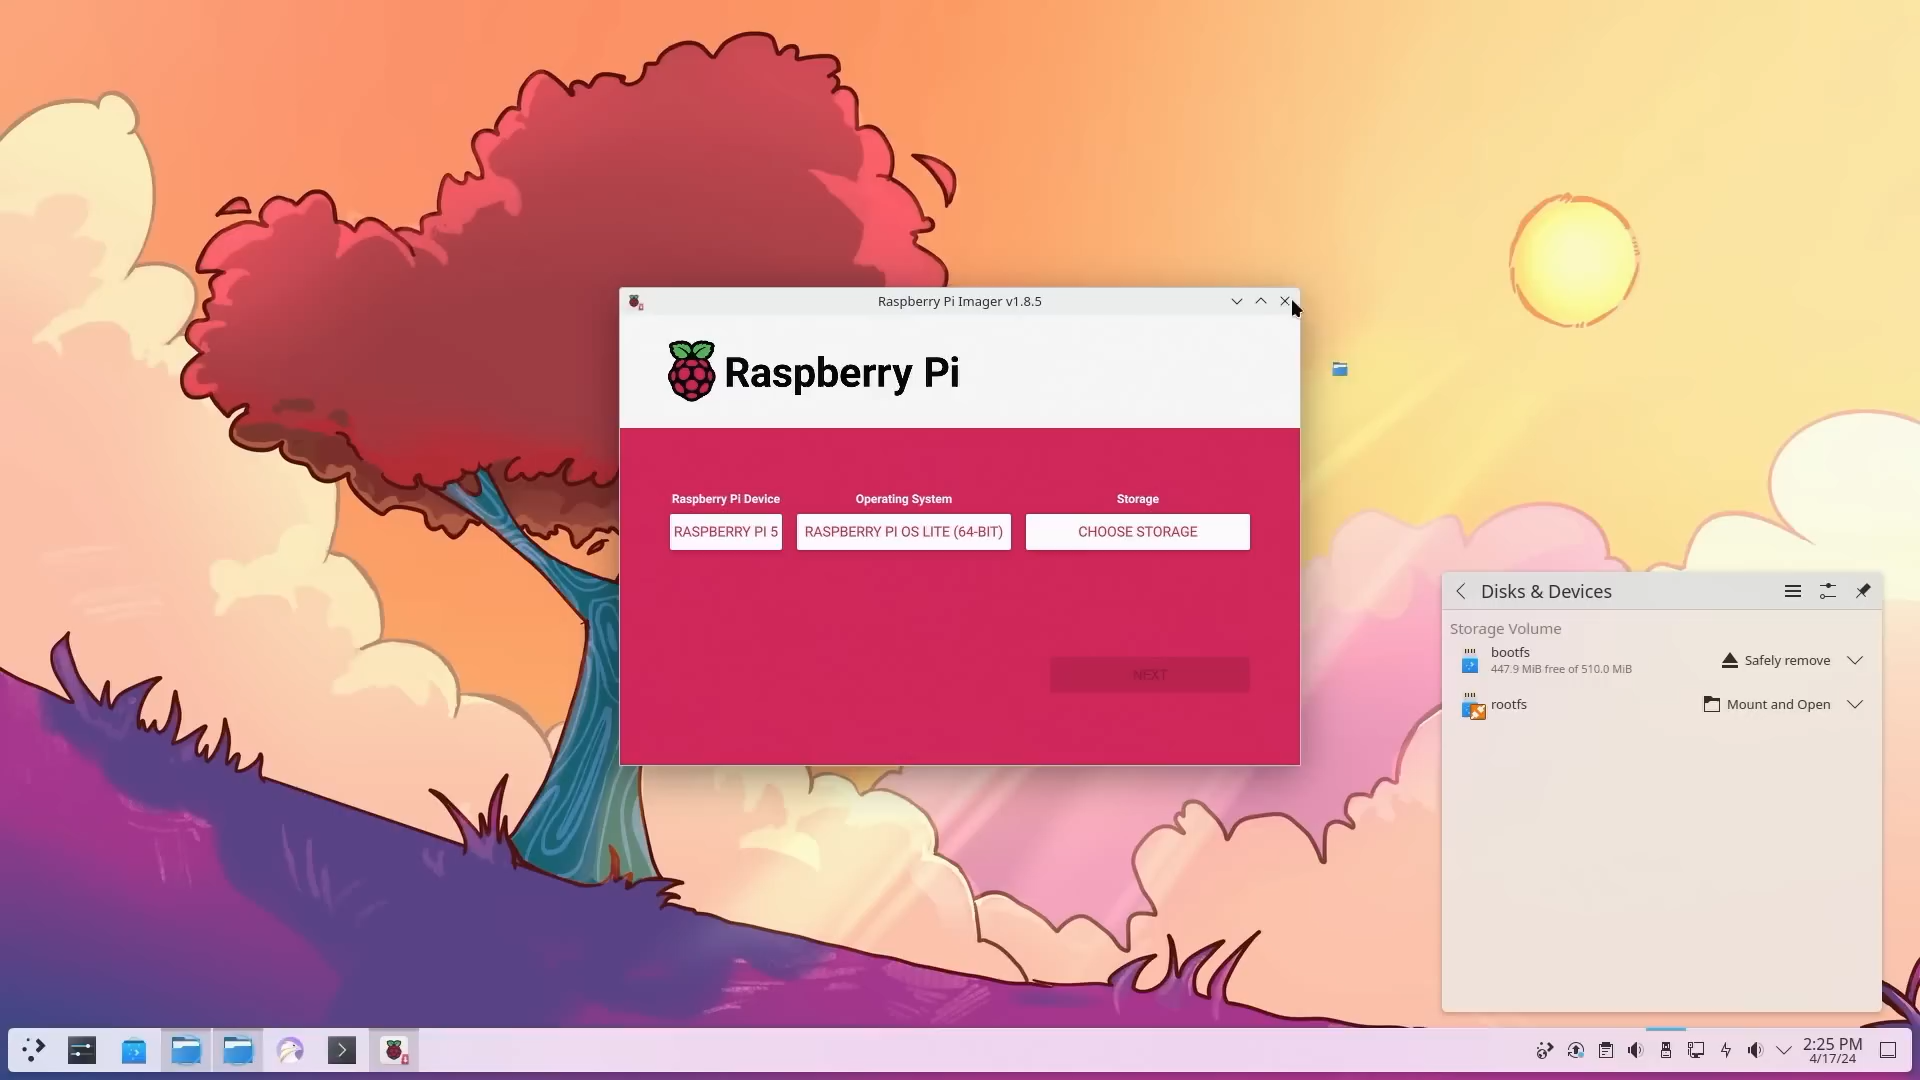 Raspberry Pi Imager v1.8.5
Raspberry Pi
Raspberry Pi Device
Operating System
Storage
RASPBERRY PI 5
RASPBERRY PI OS LITE (64-BIT)
CHOOSE STORAGE
NEXT
Disks & Devices
Storage Volume
bootfs
447.9 MiB free of 510.0 MiB
Safely remove
rootfs
Mount and Open
2:25 PM
4/17/24